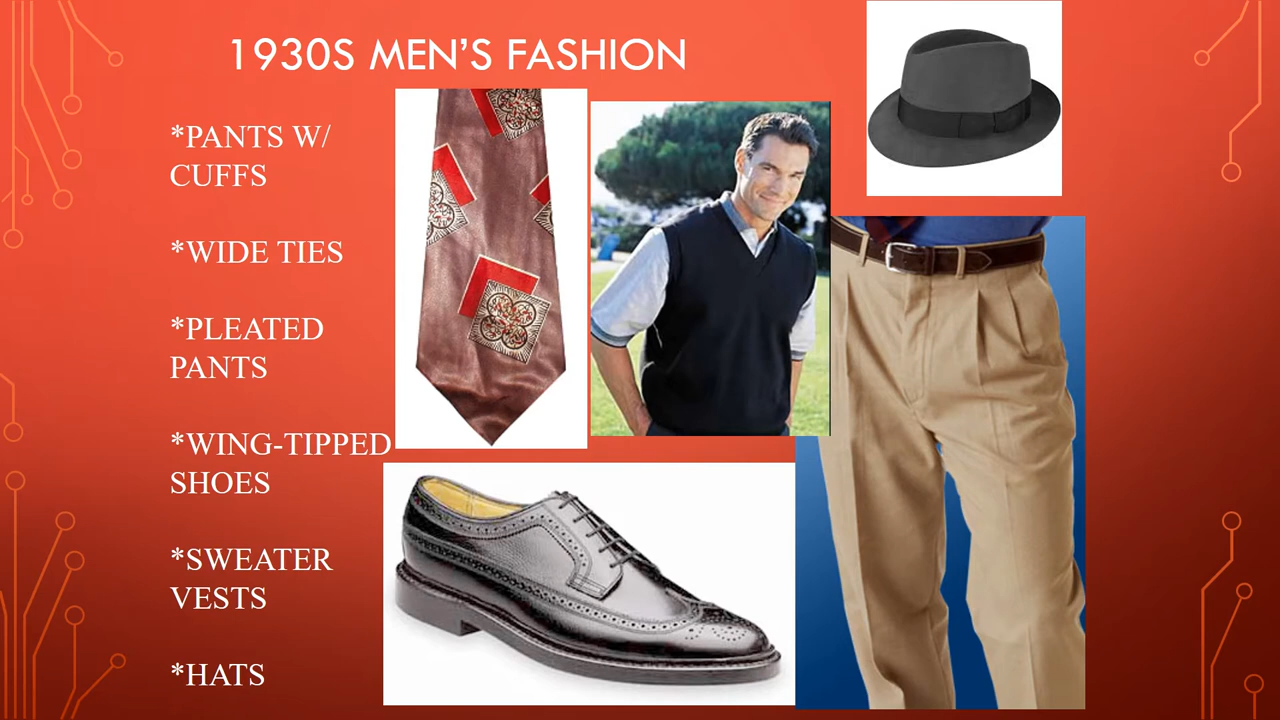 1930S MEN'S FASHION
*PANTS W/
CUFFS
*WIDE TIES
*PLEATED
PANTS
*WING-TIPPED
SHOES
*SWEATER
VESTS
*HATS